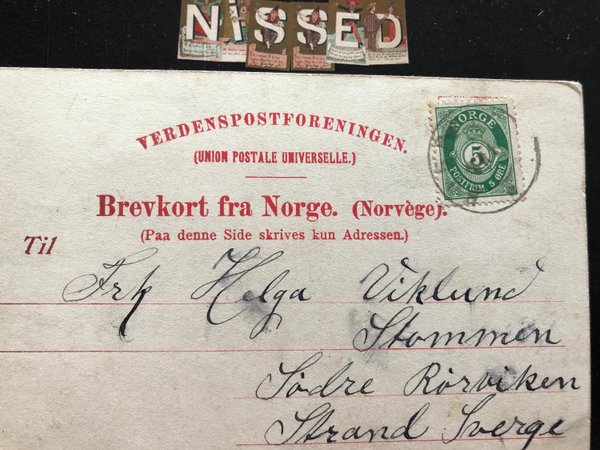 NISSED
VERDENSPOSTFORENINGEN.
(UNION POSTALE UNIVERSELLE.)
Brevkort fra Norge. (Norvège).
(Paa denne Side skrives kun Adressen.)
Til
NORGE
5
POSTFRIM. 5 ØRE
Frk Helga Viklund
Stommen
Södre Rörviken
Strand Sverge